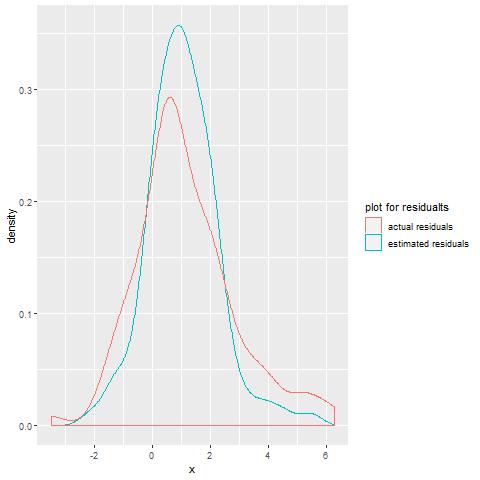 0.3
0.2
0.1
0.0
density
-2
0
2
4
6
x
plot for residualts
actual residuals
estimated residuals